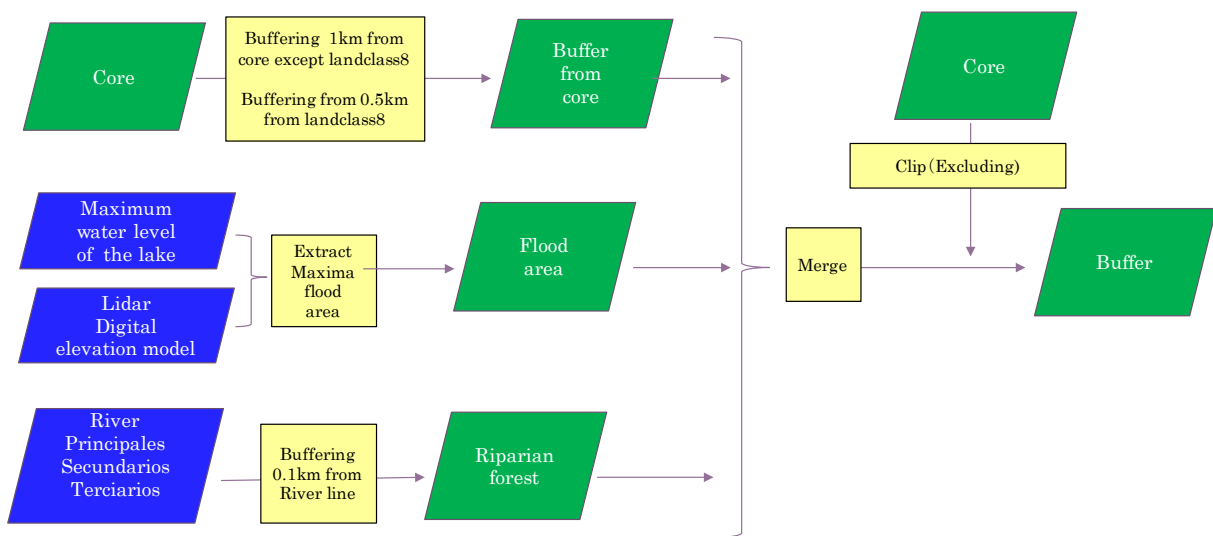 Core
Buffering 1km from
core except landclass8
Buffering from 0.5km
from landclass8
Buffer
from
core
Maximum
water level
of the lake
Lidar
Digital
elevation model
Extract
Maxima
flood
area
Flood
area
River
Principales
Secundarios
Terciarios
Buffering
0.1km from
River line
Riparian
forest
Merge
Core
Clip(Excluding)
Buffer